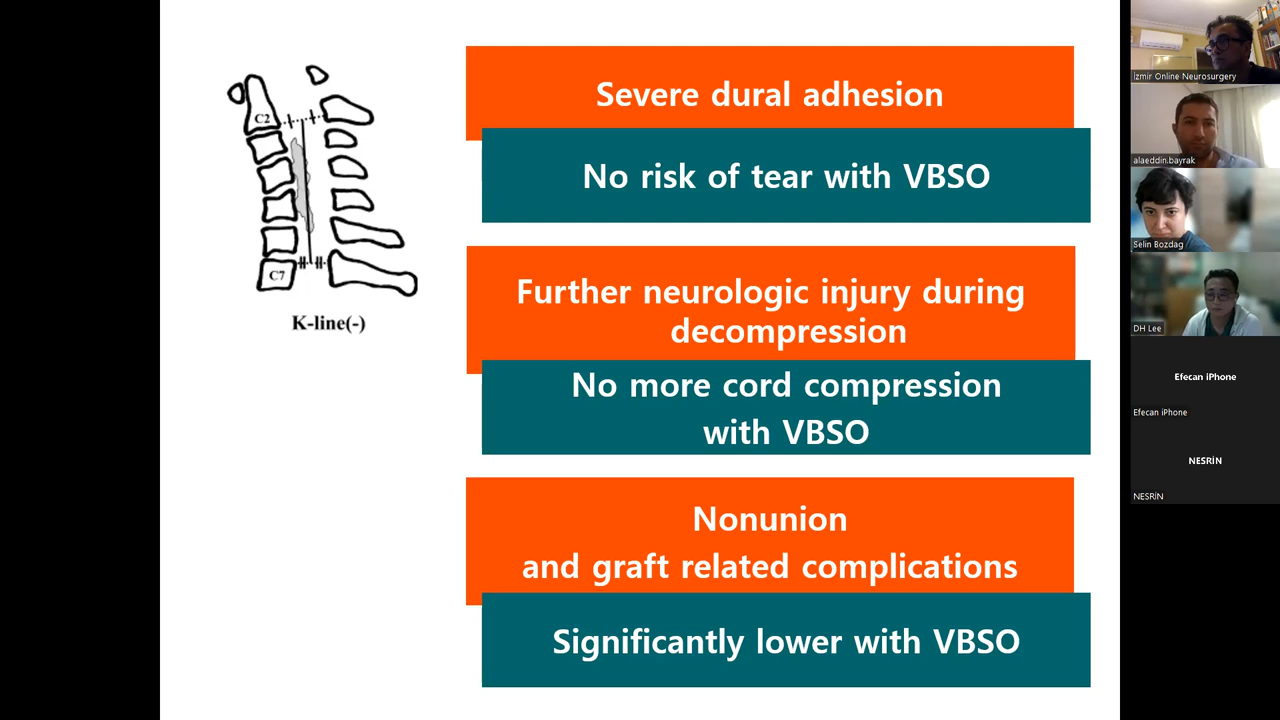 C2
C7
K-line(-)
Severe dural adhesion
No risk of tear with VBSO
Further neurologic injury during
decompression
No more cord compression
with VBSO
Nonunion
and graft related complications
Significantly lower with VBSO
İzmir Online Neurosurgery
alaeddin.bayrak
Selin Bozdag
DH Lee
Efecan iPhone
Efecan iPhone
NESRİN
NESRİN